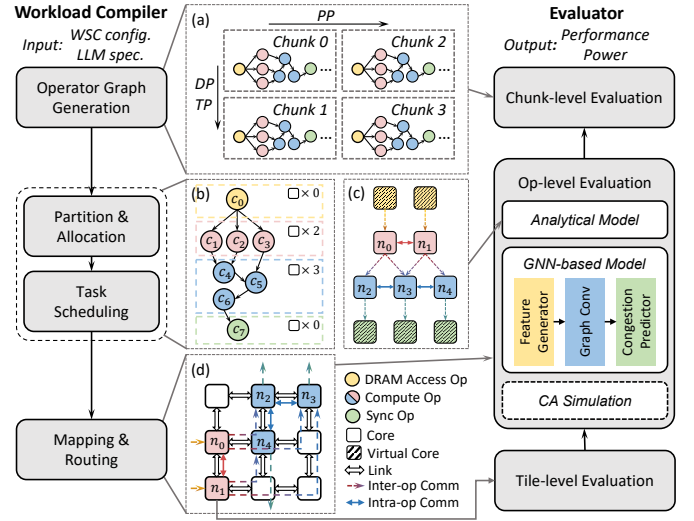 Workload Compiler
Input: WSC config.
LLM spec.
Operator Graph
Generation
Partition &
Allocation
Task
Scheduling
Mapping &
Routing
(a)
PP
DP
TP
Chunk 0
Chunk 2
...
...
Chunk 1
Chunk 3
...
...
(b)
c0
× 0
c1
c2
c3
× 2
c4
c5
× 3
c6
c7
× 0
(c)
n0
n1
n2
n3
n4
(d)
n2
n3
n0
n4
n1
DRAM Access Op
Compute Op
Sync Op
Core
Virtual Core
Link
Inter-op Comm
Intra-op Comm
Evaluator
Output: Performance
Power
Chunk-level Evaluation
Op-level Evaluation
Analytical Model
GNN-based Model
Feature
Generator
Graph Conv
Congestion
Predictor
CA Simulation
Tile-level Evaluation